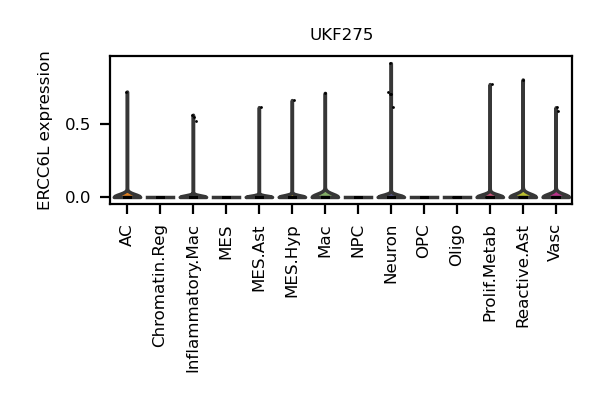 UKF275
ERCC6L expression
0.5
0.0
AC
Chromatin.Reg
Inflammatory.Mac
MES
MES.Ast
MES.Hyp
Mac
NPC
Neuron
OPC
Oligo
Prolif.Metab
Reactive.Ast
Vasc